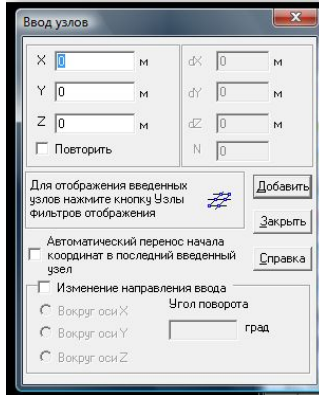 Ввод узлов
X 0 м dX 0 м
Y 0 м dY 0 м
Z 0 м dZ 0 м
Повторить N 0
Для отображения введенных
узлов нажмите кнопку Узлы
фильтров отображения
Добавить
Закрыть
Автоматический перенос начала
координат в последний введенный
узел
Справка
Изменение направления ввода
Вокруг оси X Угол поворота
Вокруг оси Y град
Вокруг оси Z